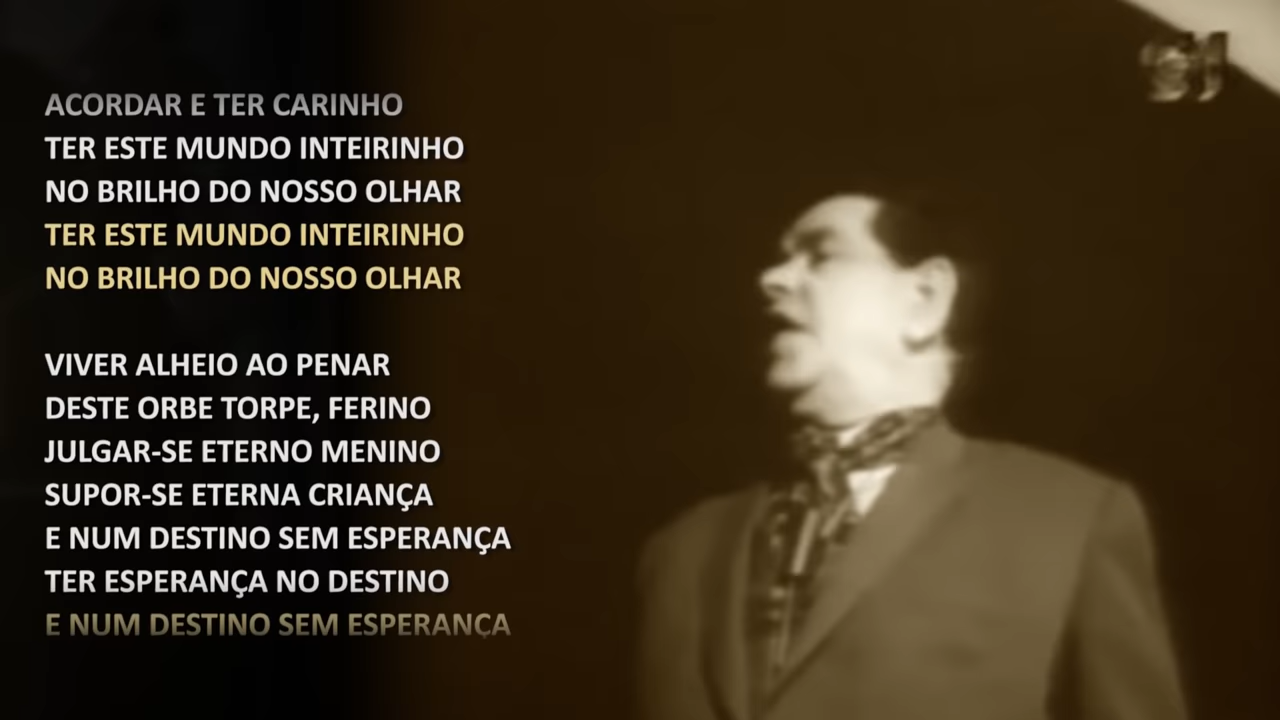 ACORDAR E TER CARINHO
TER ESTE MUNDO INTEIRINHO
NO BRILHO DO NOSSO OLHAR
TER ESTE MUNDO INTEIRINHO
NO BRILHO DO NOSSO OLHAR
VIVER ALHEIO AO PENAR
DESTE ORBE TORPE, FERINO
JULGAR-SE ETERNO MENINO
SUPOR-SE ETERNA CRIANÇA
E NUM DESTINO SEM ESPERANÇA
TER ESPERANÇA NO DESTINO
E NUM DESTINO SEM ESPERANÇA